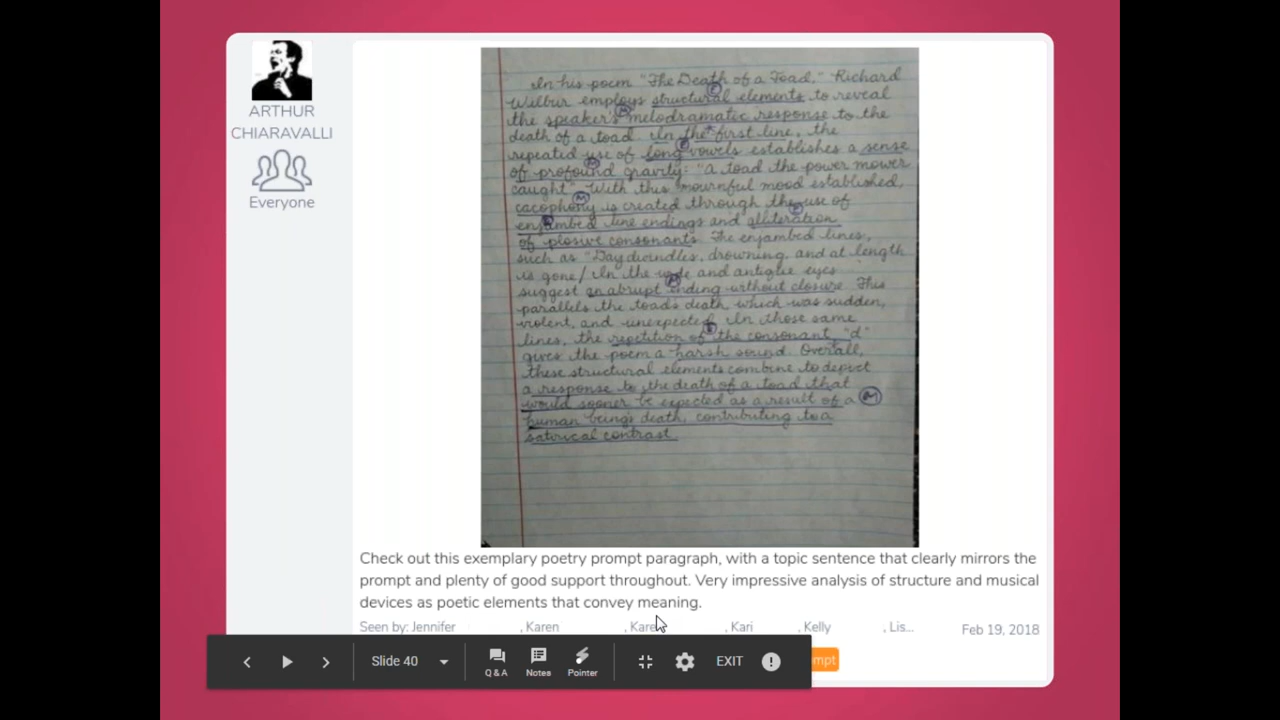 ARTHUR
CHIARAVALLI
Everyone
In his poem "The Death of a Toad," Richard
Wilbur employs structural elements to reveal
the speaker's melodramatic response to the
death of a toad. In the first line, the
repeated use of long vowels establishes a sense
of profound gravity: "a toad the power mower
caught" With this mournful mood established,
cacophony is created through the use of
enjambed line endings and alliteration
of plosive consonants. The enjambed lines,
such as "Day dwindles, drowning, and at length
is gone/ In the wide and antique eyes
suggest an abrupt ending without closure. This
parallels the toads death which was sudden,
violent, and unexpected. In those same
lines, the repetition of the consonant "d"
gives the poem a harsh sound. Overall,
these structural elements combine to depict
a response to the death of a toad that
would sooner be expected as a result of a
human beings death, contributing to a
satirical contrast
Check out this exemplary poetry prompt paragraph, with a topic sentence that clearly mirrors the
prompt and plenty of good support throughout. Very impressive analysis of structure and musical
devices as poetic elements that convey meaning.
Seen by: Jennifer , Karen , Kare , Kari , Kelly , Lis... Feb 19, 2018
Slide 40 Q & A Notes Pointer EXIT mpt